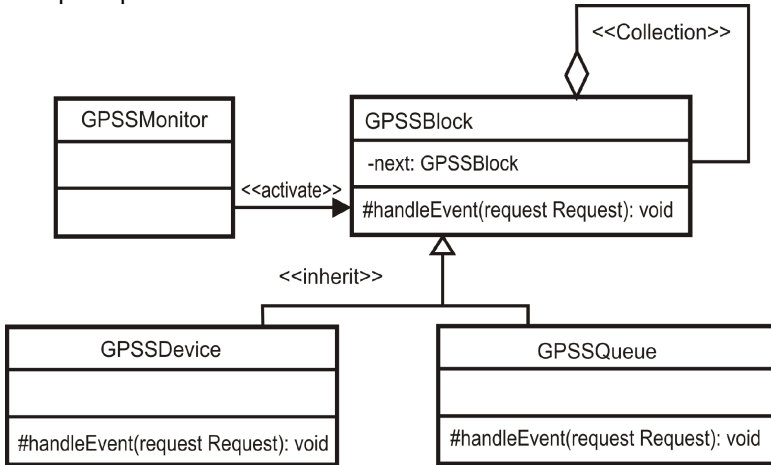 <<Collection>>
GPSSMonitor
GPSSBlock
-next: GPSSBlock
<<activate>>
#handleEvent(request Request): void
<<inherit>>
GPSSDevice
GPSSQueue
#handleEvent(request Request): void
#handleEvent(request Request): void